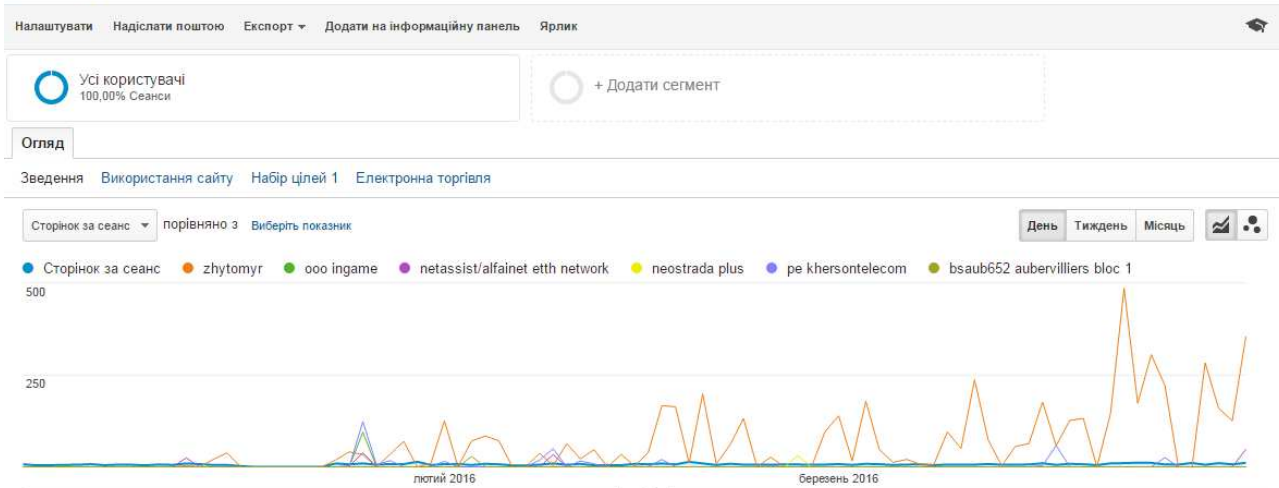 Налаштувати Надіслати поштою Експорт Додати на інформаційну панель Ярлик
Усі користувачі
100,00% Сеанси
+ Додати сегмент
Огляд
Зведення Використання сайту Набір цілей 1 Електронна торгівля
Сторінок за сеанс порівняно з Виберіть показник День Тиждень Місяць
Сторінок за сеанс zhytomyr ooo ingame netassist/alfainet etth network neostrada plus pe khersontelecom bsaub652 aubervilliers bloc 1
500
250
лютий 2016 березень 2016